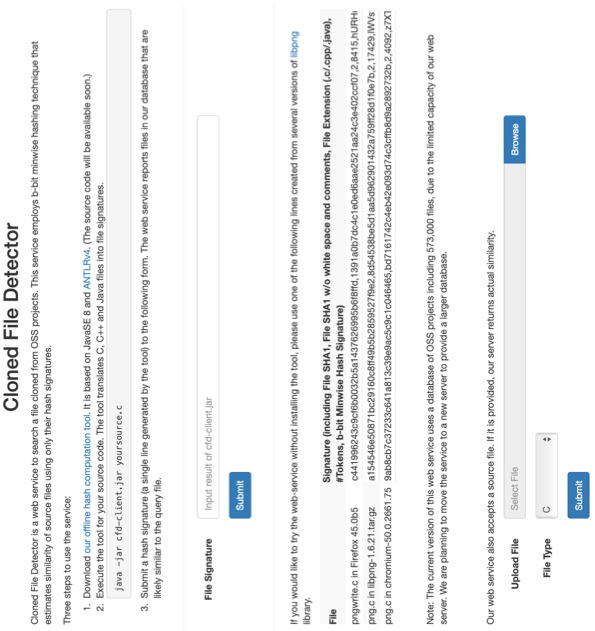 Cloned File Detector
Cloned File Detector is a web service to search a file cloned from OSS projects. This service employs b-bit minwise hashing technique that
estimates similarity of source files using only their hash signatures.
Three steps to use the service:
1. Download our offline hash computation tool. It is based on JavaSE 8 and ANTLRv4. (The source code will be available soon.)
2. Execute the tool for your source code. The tool translates C, C++ and Java files into file signatures.
java -jar cfd-client.jar yoursource.c
3. Submit a hash signature (a single line generated by the tool) to the following form. The web service reports files in our database that are
likely similar to the query file.
File Signature
Input result of cfd-client.jar
Submit
If you would like to try the web-service without installing the tool, please use one of the following lines created from several versions of libpng
library.
File
Signature (including File SHA1, File SHA1 w/o white space and comments, File Extension (.c/.cpp/.java),
#Tokens, b-bit Minwise Hash Signature)
pngwrite.c in Firefox 45.0b5
png.c in libpng-1.6.21.tar.gz
png.c in chromium-50.0.2661.75
Note: The current version of this web service uses a database of OSS projects including 573,000 files, due to the limited capacity of our web
server. We are planning to move the service to a new server to provide a larger database.
Our web service also accepts a source file. If it is provided, our server returns actual similarity.
Upload File
Select File
Browse
File Type
C
Submit